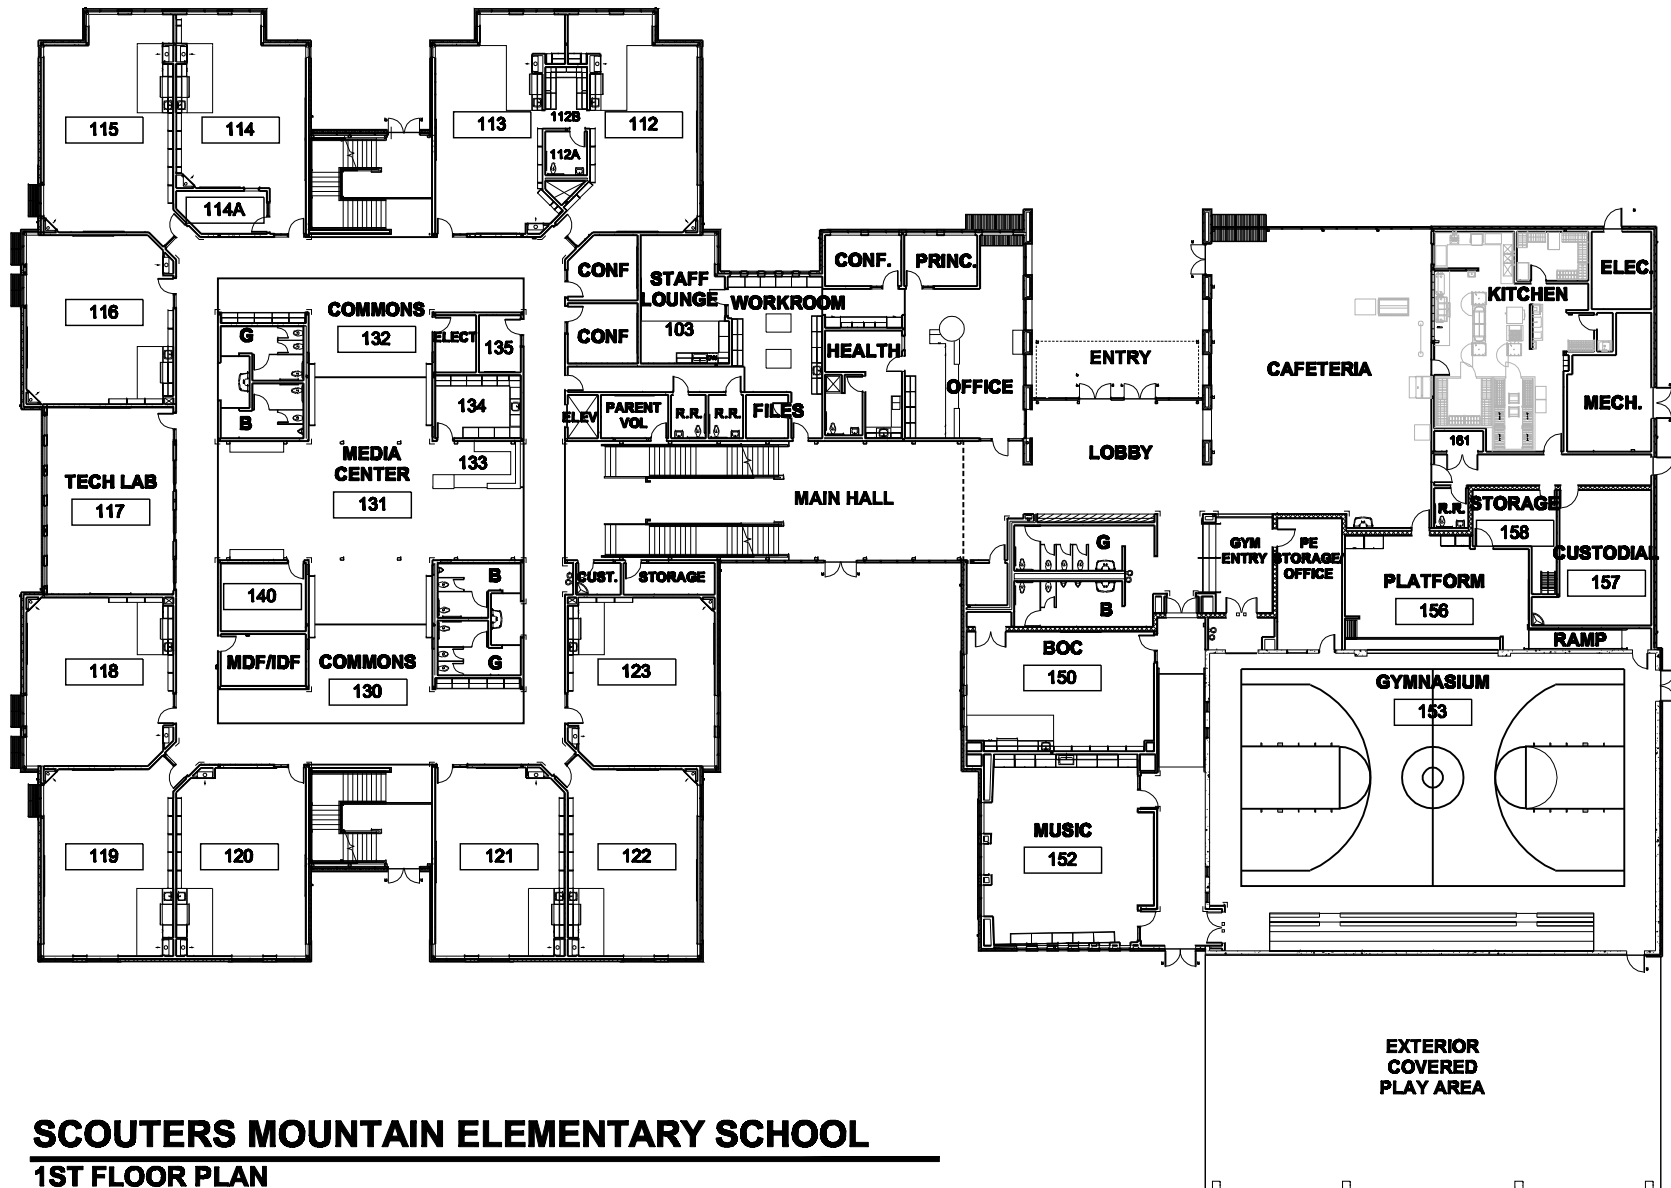 115
114
113
112B
112
112A
114A
CONF
STAFF
LOUNGE
103
CONF
CONF.
PRINC.
WORKROOM
ELEC.
KITCHEN
116
COMMONS
132
G
ELECT
135
HEALTH
ENTRY
OFFICE
CAFETERIA
134
B
ELEV
PARENT
VOL
R.R.
R.R.
FILES
MECH.
161
MEDIA
CENTER
131
133
LOBBY
TECH LAB
117
MAIN HALL
R.R.
STORAGE
158
G
GYM
ENTRY
PE
STORAGE/
OFFICE
CUSTODIAL
157
B
CUST.
STORAGE
PLATFORM
156
140
B
RAMP
118
MDF/IDF
COMMONS
130
G
123
BOC
150
GYMNASIUM
153
MUSIC
152
119
120
121
122
EXTERIOR
COVERED
PLAY AREA
SCOUTERS MOUNTAIN ELEMENTARY SCHOOL
1ST FLOOR PLAN